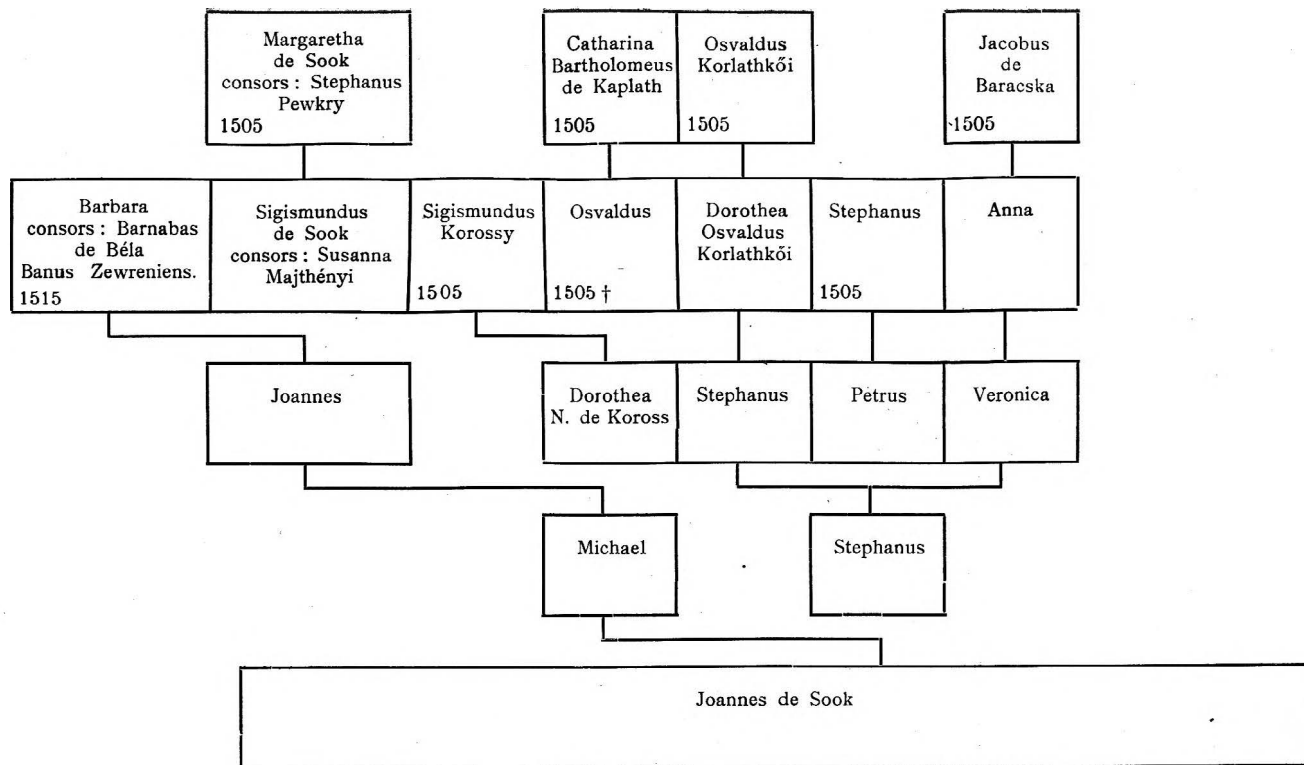 Margaretha
de Sook
consors : Stephanus
Pewkry
1505
Catharina
Bartholomeus
de Kaplath
1505
Osvaldus
Korlathkői
1505
Jacobus
de
Baracska
1505
Barbara
consors : Barnabas
de Béla
Banus Zewreniens.
1515
Sigismundus
de Sook
consors : Susanna
Majthényi
Sigismundus
Korossy
1505
Osvaldus
1505 †
Dorothea
Osvaldus
Korlathkői
Stephanus
1505
Anna
Joannes
Dorothea
N. de Koross
Stephanus
Petrus
Veronica
Michael
Stephanus
Joannes de Sook